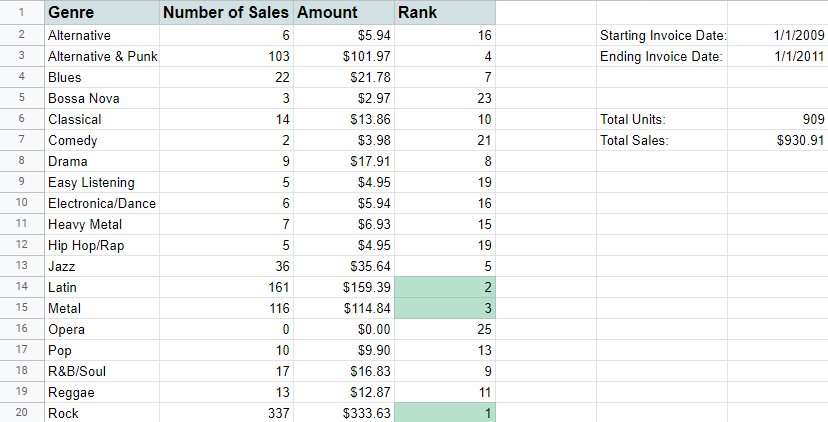 1 Genre Number of Sales Amount Rank
2 Alternative 6 $5.94 16 Starting Invoice Date: 1/1/2009
3 Alternative & Punk 103 $101.97 4 Ending Invoice Date: 1/1/2011
4 Blues 22 $21.78 7
5 Bossa Nova 3 $2.97 23
6 Classical 14 $13.86 10 Total Units: 909
7 Comedy 2 $3.98 21 Total Sales: $930.91
8 Drama 9 $17.91 8
9 Easy Listening 5 $4.95 19
10 Electronica/Dance 6 $5.94 16
11 Heavy Metal 7 $6.93 15
12 Hip Hop/Rap 5 $4.95 19
13 Jazz 36 $35.64 5
14 Latin 161 $159.39 2
15 Metal 116 $114.84 3
16 Opera 0 $0.00 25
17 Pop 10 $9.90 13
18 R&B/Soul 17 $16.83 9
19 Reggae 13 $12.87 11
20 Rock 337 $333.63 1